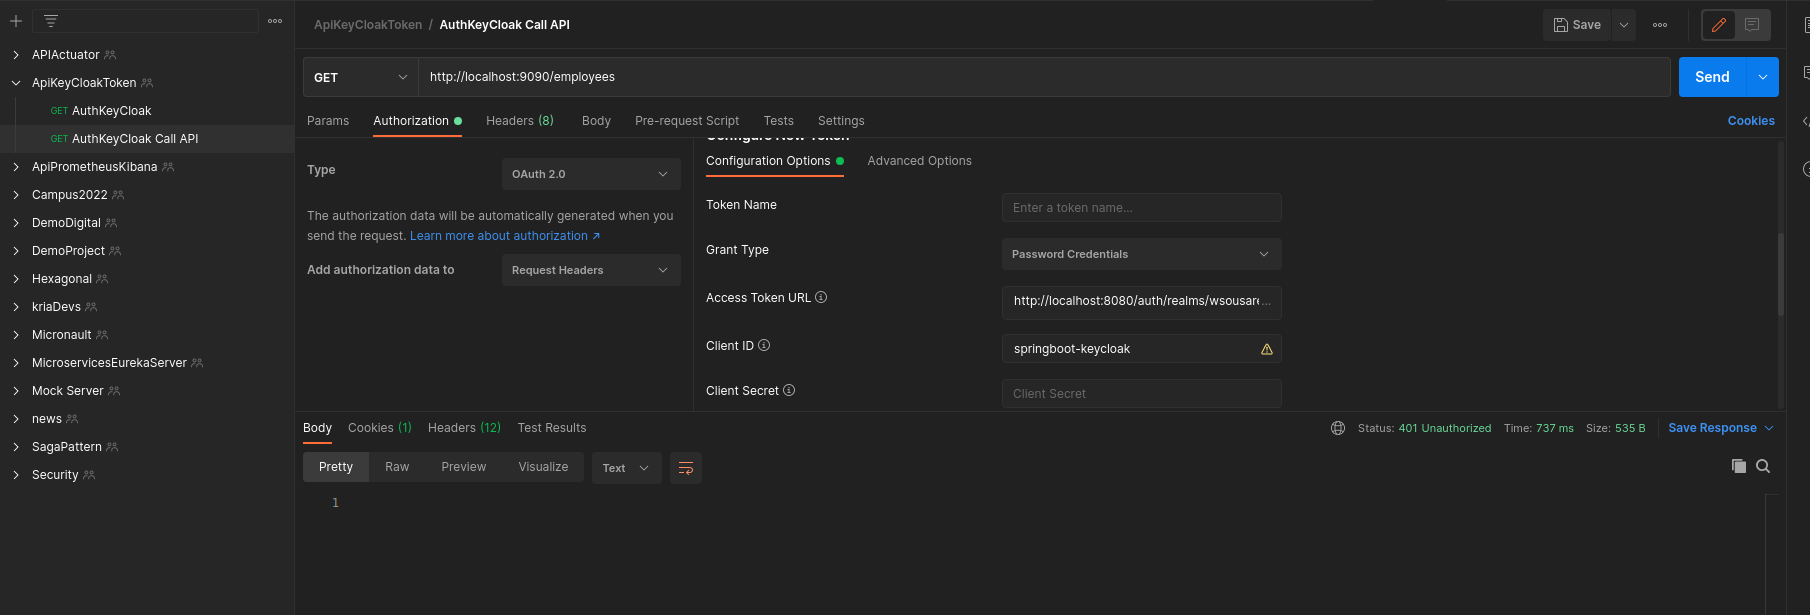 ApiKeyCloakToken / AuthKeyCloak Call API
Save
APIActuator
ApiKeyCloakToken
GET AuthKeyCloak
GET AuthKeyCloak Call API
ApiPrometheusKibana
Campus2022
DemoDigital
DemoProject
Hexagonal
kriaDevs
Micronault
MicroservicesEurekaServer
Mock Server
news
SagaPattern
Security
GET
http://localhost:9090/employees
Send
Params
Authorization
Headers (8)
Body
Pre-request Script
Tests
Settings
Cookies
Type
OAuth 2.0
The authorization data will be automatically generated when you
send the request. Learn more about authorization ↗
Add authorization data to
Request Headers
Configure New Token
Configuration Options
Advanced Options
Token Name
Enter a token name...
Grant Type
Password Credentials
Access Token URL
http://localhost:8080/auth/realms/wsousare...
Client ID
springboot-keycloak
Client Secret
Client Secret
Body
Cookies (1)
Headers (12)
Test Results
Status: 401 Unauthorized
Time: 737 ms
Size: 535 B
Save Response
Pretty
Raw
Preview
Visualize
Text
1